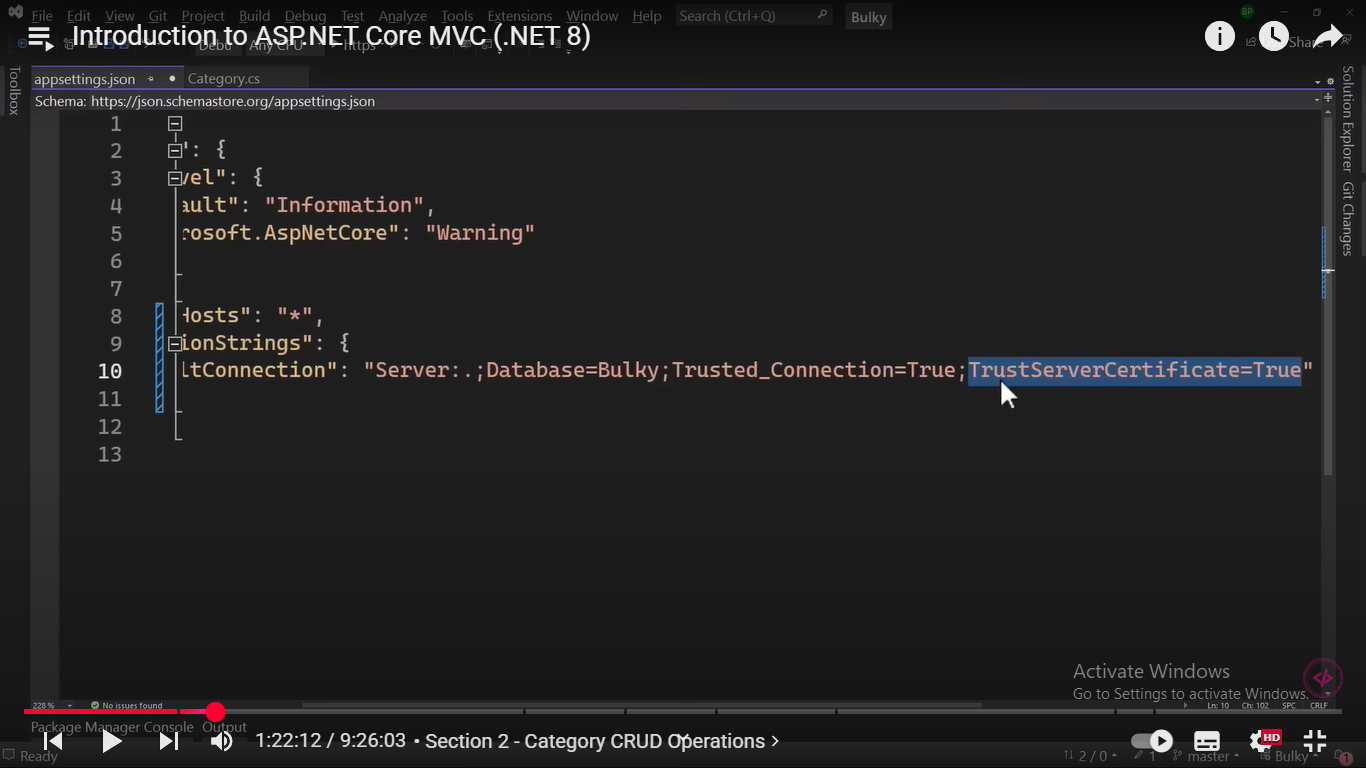 File Edit View Git Project Build Debug Test Analyze Tools Extensions Window Help Search (Ctrl+Q) Bulky BP
Introduction to ASP.NET Core MVC (.NET 8)
Debu Any CPU https Share
appsettings.json Category.cs
Schema: https://json.schemastore.org/appsettings.json
Toolbox
Solution Explorer
Git Changes
1
2 ": {
3 vel": {
4 ault": "Information",
5 rosoft.AspNetCore": "Warning"
6
7
8 Hosts": "*",
9 ionStrings": {
10 ltConnection": "Server:.;Database=Bulky;Trusted_Connection=True;TrustServerCertificate=True"
11
12
13
Activate Windows
Go to Settings to activate Windows.
228 % No issues found Ln: 10 Ch: 102 SPC CRLF
Package Manager Console Output
1:22:12 / 9:26:03 • Section 2 - Category CRUD Operations HD
Ready 2 / 0 1 master Bulky 1